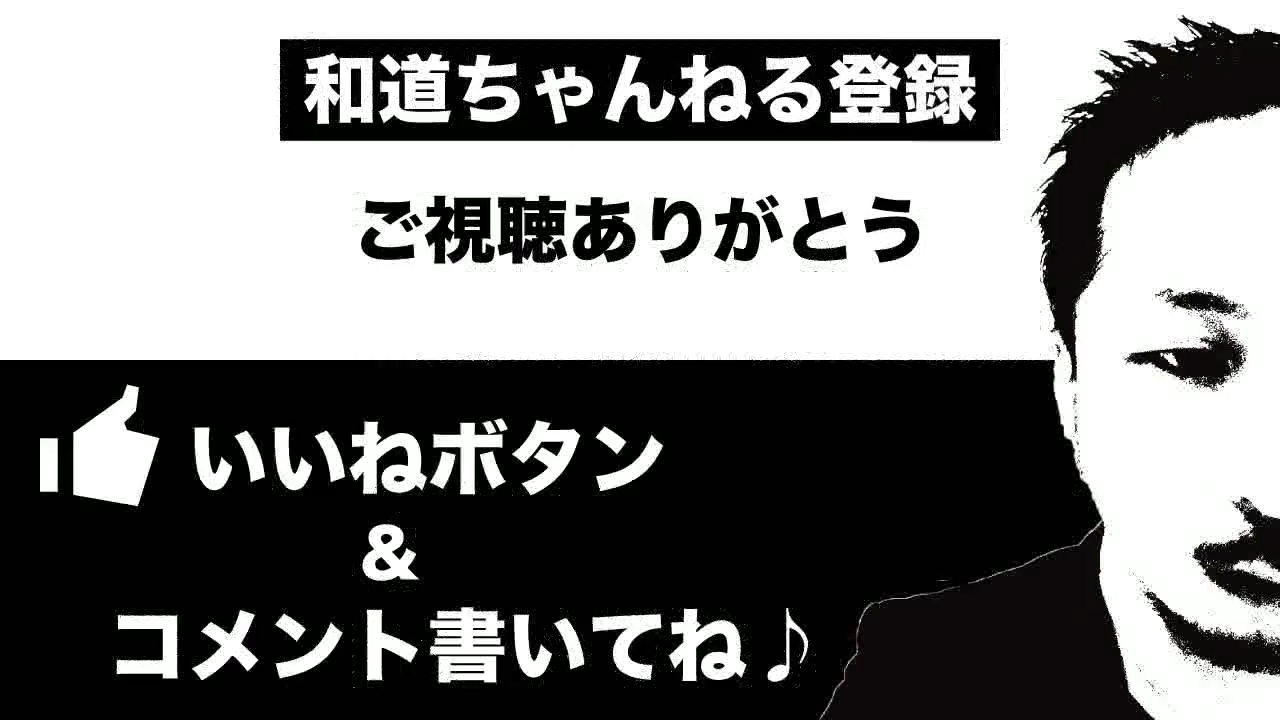 和道ちゃんねる登録
ご視聴ありがとう
いいねボタン
&
コメント書いてね♪